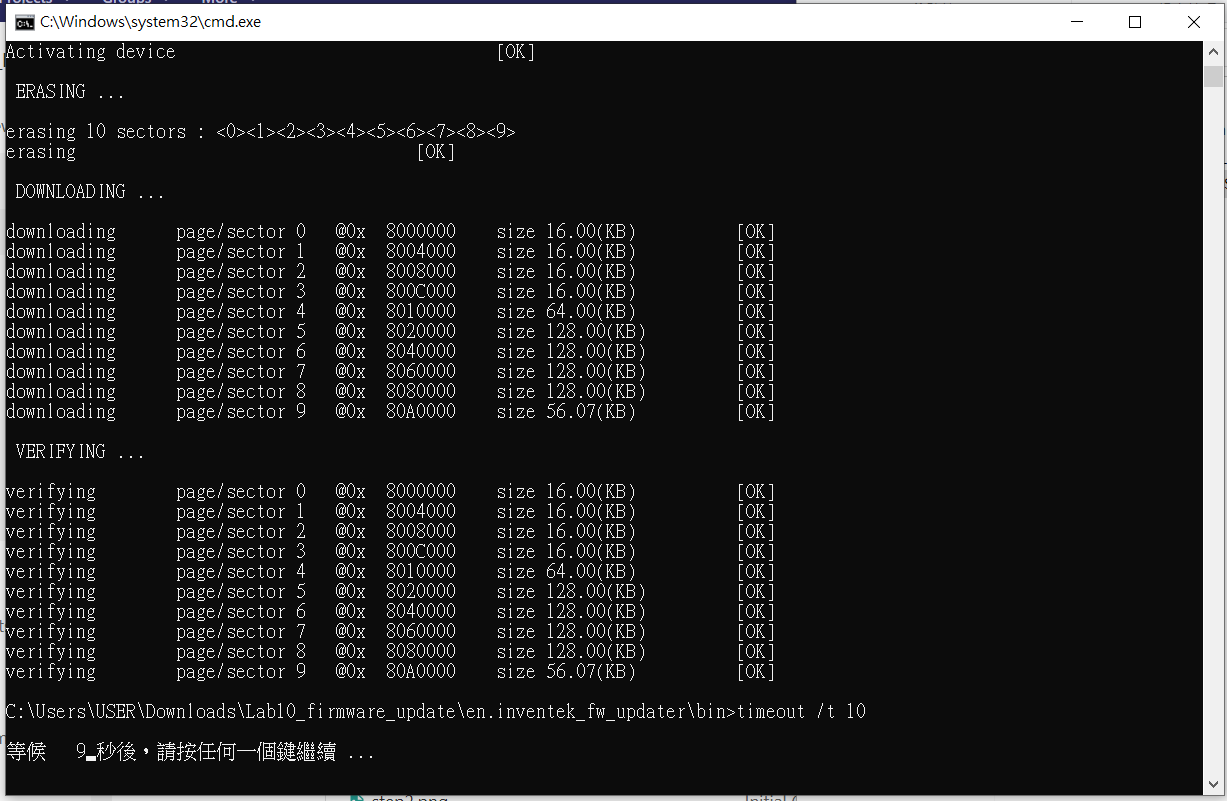 C:\Windows\system32\cmd.exe
Activating device [OK]
ERASING ...
erasing 10 sectors : <0><1><2><3><4><5><6><7><8><9>
erasing [OK]
DOWNLOADING ...
downloading page/sector 0 @0x 8000000 size 16.00(KB) [OK]
downloading page/sector 1 @0x 8004000 size 16.00(KB) [OK]
downloading page/sector 2 @0x 8008000 size 16.00(KB) [OK]
downloading page/sector 3 @0x 800C000 size 16.00(KB) [OK]
downloading page/sector 4 @0x 8010000 size 64.00(KB) [OK]
downloading page/sector 5 @0x 8020000 size 128.00(KB) [OK]
downloading page/sector 6 @0x 8040000 size 128.00(KB) [OK]
downloading page/sector 7 @0x 8060000 size 128.00(KB) [OK]
downloading page/sector 8 @0x 8080000 size 128.00(KB) [OK]
downloading page/sector 9 @0x 80A0000 size 56.07(KB) [OK]
VERIFYING ...
verifying page/sector 0 @0x 8000000 size 16.00(KB) [OK]
verifying page/sector 1 @0x 8004000 size 16.00(KB) [OK]
verifying page/sector 2 @0x 8008000 size 16.00(KB) [OK]
verifying page/sector 3 @0x 800C000 size 16.00(KB) [OK]
verifying page/sector 4 @0x 8010000 size 64.00(KB) [OK]
verifying page/sector 5 @0x 8020000 size 128.00(KB) [OK]
verifying page/sector 6 @0x 8040000 size 128.00(KB) [OK]
verifying page/sector 7 @0x 8060000 size 128.00(KB) [OK]
verifying page/sector 8 @0x 8080000 size 128.00(KB) [OK]
verifying page/sector 9 @0x 80A0000 size 56.07(KB) [OK]
C:\Users\USER\Downloads\Lab10_firmware_update\en.inventek_fw_updater\bin>timeout /t 10
等候 9 秒後，請按任何一個鍵繼續 ...